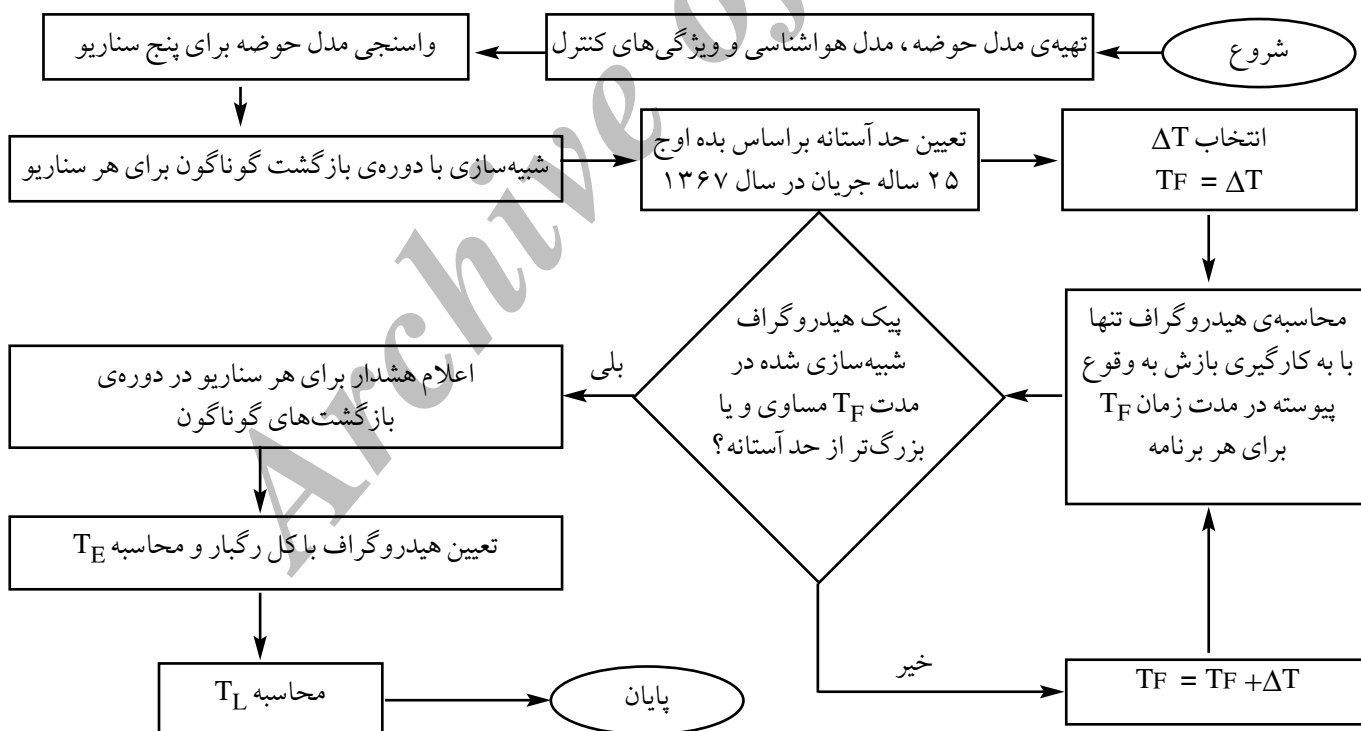 شروع
تهیه‌ی مدل حوضه، مدل هواشناسی و ویژگی‌های کنترل
واسنجی مدل حوضه برای پنج سناریو
شبیه‌سازی با دوره‌ی بازگشت گوناگون برای هر سناریو
تعیین حد آستانه براساس بده اوج
۲۵ ساله جریان در سال ۱۳۶۷
انتخاب ΔT
TF = ΔT
محاسبه‌ی هیدروگراف تنها
با به کارگیری بازش به وقوع
پیوسته در مدت زمان TF
برای هر برنامه
پیک هیدروگراف
شبیه‌سازی شده در
مدت TF مساوی و یا
بزرگ‌تر از حد آستانه؟
بلی
اعلام هشدار برای هر سناریو در دوره‌ی
بازگشت‌های گوناگون
تعیین هیدروگراف با کل رگبار و محاسبه TE
خیر
TF = TF +ΔT
محاسبه TL
پایان
Archive of